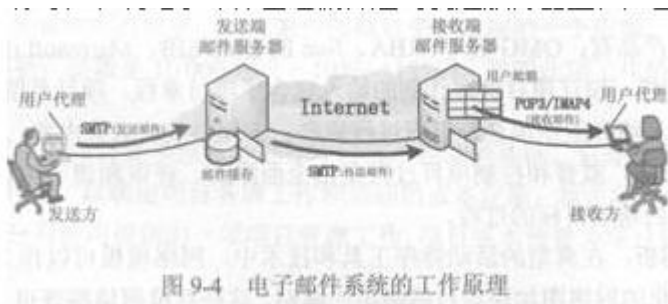 发送端
邮件服务器
接收端
邮件服务器
用户邮箱
用户代理
Internet
POP3/IMAP4
(接收邮件)
用户代理
SMTP(发送邮件)
邮件缓存
SMTP(传送邮件)
发送方
接收方
图 9-4 电子邮件系统的工作原理